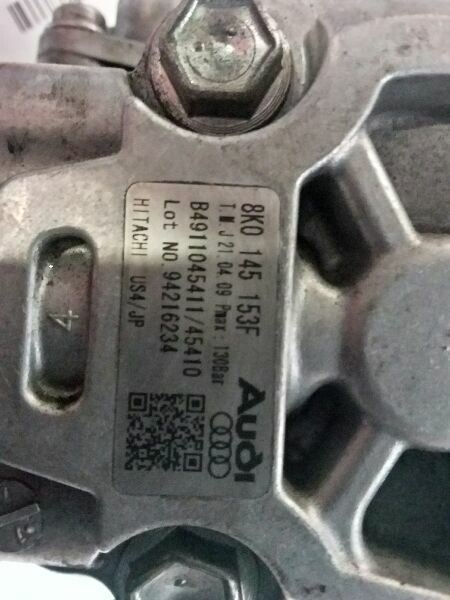 8K0 145 153F
T.M.J 21.04.09 Pmax: 130Bar
B4911045411/45410
Lot NO.94216234
HITACHI US4/JP
Audi
4